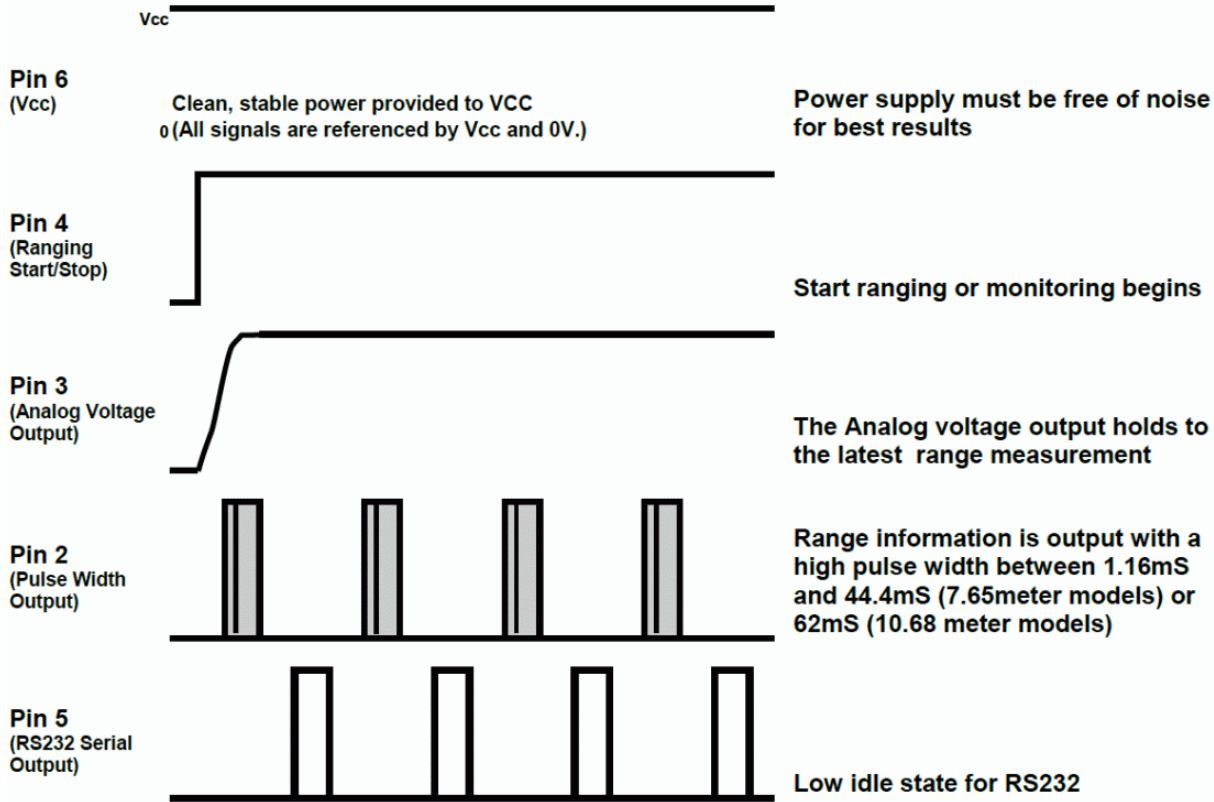 Vcc
Pin 6
(Vcc)
Clean, stable power provided to VCC
0 (All signals are referenced by Vcc and 0V.)
Power supply must be free of noise
for best results
Pin 4
(Ranging
Start/Stop)
Start ranging or monitoring begins
Pin 3
(Analog Voltage
Output)
The Analog voltage output holds to
the latest range measurement
Pin 2
(Pulse Width
Output)
Range information is output with a
high pulse width between 1.16mS
and 44.4mS (7.65meter models) or
62mS (10.68 meter models)
Pin 5
(RS232 Serial
Output)
Low idle state for RS232